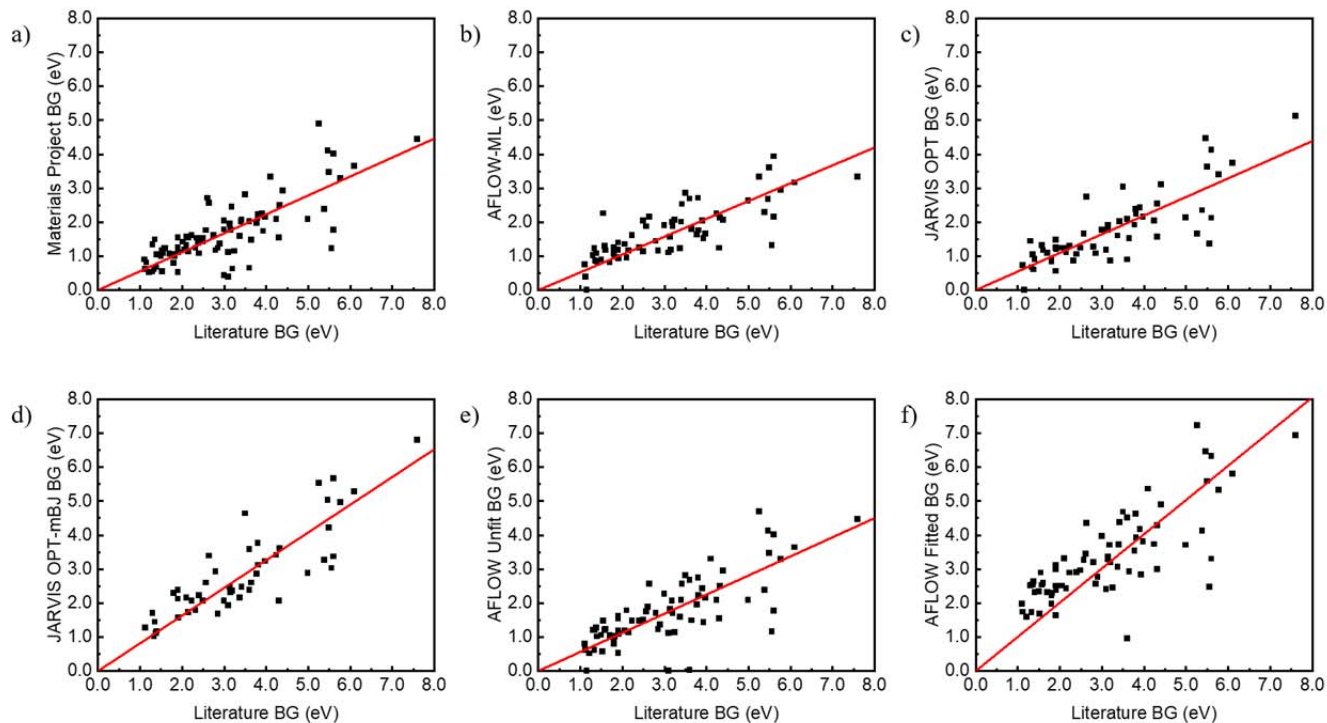 a)
Materials Project BG (eV)
8.0
7.0
6.0
5.0
4.0
3.0
2.0
1.0
0.0
0.0 1.0 2.0 3.0 4.0 5.0 6.0 7.0 8.0
Literature BG (eV)
b)
AFLOW-ML (eV)
8.0
7.0
6.0
5.0
4.0
3.0
2.0
1.0
0.0
0.0 1.0 2.0 3.0 4.0 5.0 6.0 7.0 8.0
Literature BG (eV)
c)
JARVIS OPT BG (eV)
8.0
7.0
6.0
5.0
4.0
3.0
2.0
1.0
0.0
0.0 1.0 2.0 3.0 4.0 5.0 6.0 7.0 8.0
Literature BG (eV)
d)
JARVIS OPT-mBJ BG (eV)
8.0
7.0
6.0
5.0
4.0
3.0
2.0
1.0
0.0
0.0 1.0 2.0 3.0 4.0 5.0 6.0 7.0 8.0
Literature BG (eV)
e)
AFLOW Unfit BG (eV)
8.0
7.0
6.0
5.0
4.0
3.0
2.0
1.0
0.0
0.0 1.0 2.0 3.0 4.0 5.0 6.0 7.0 8.0
Literature BG (eV)
f)
AFLOW Fitted BG (eV)
8.0
7.0
6.0
5.0
4.0
3.0
2.0
1.0
0.0
0.0 1.0 2.0 3.0 4.0 5.0 6.0 7.0 8.0
Literature BG (eV)